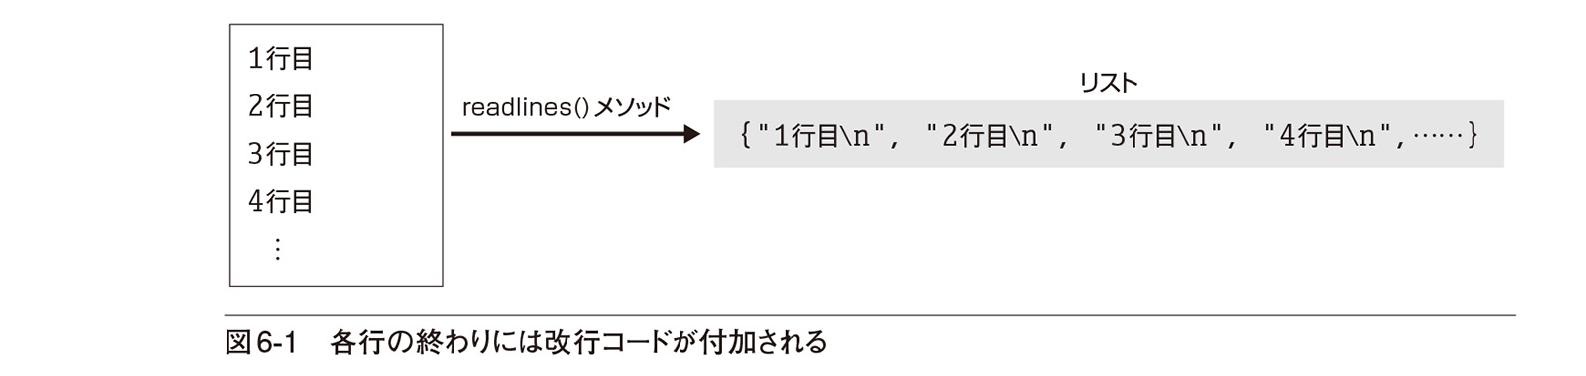 1行目
2行目
3行目
4行目
⋮
readlines()メソッド
リスト
{"1行目\n", "2行目\n", "3行目\n", "4行目\n",……}
図6-1 各行の終わりには改行コードが付加される